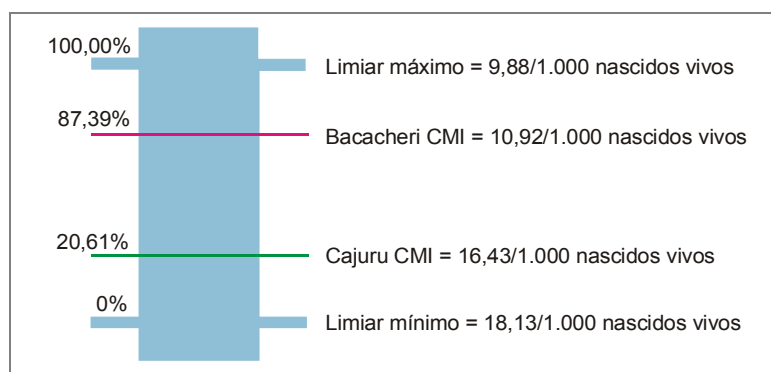 100,00%
Limiar máximo = 9,88/1.000 nascidos vivos
87,39%
Bacacheri CMI = 10,92/1.000 nascidos vivos
20,61%
Cajuru CMI = 16,43/1.000 nascidos vivos
0%
Limiar mínimo = 18,13/1.000 nascidos vivos